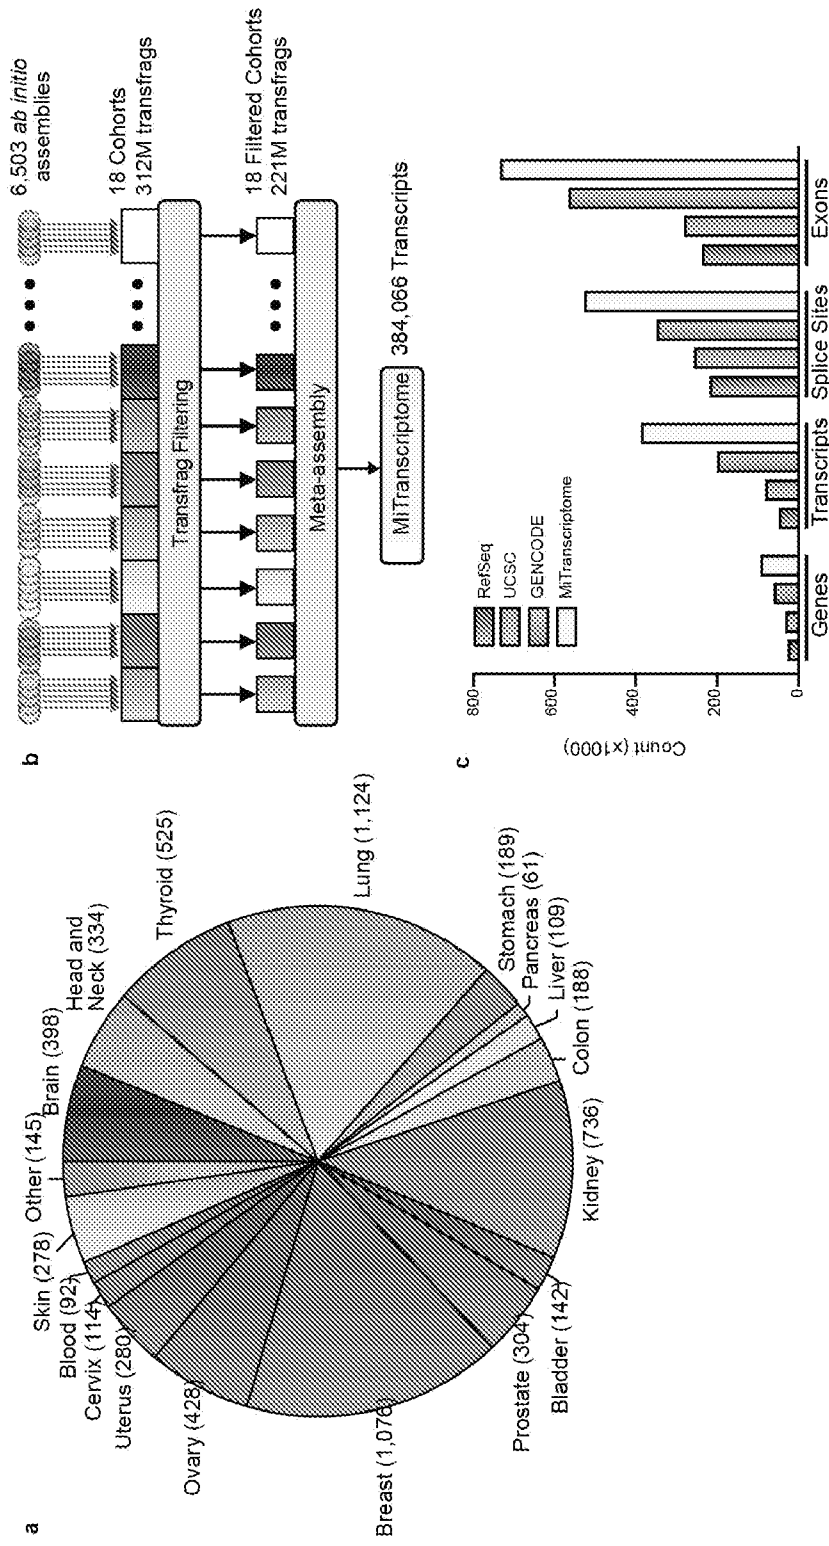 a
Brain (398)
Head and
Neck (334)
Thyroid (525)
Lung (1,124)
Stomach (189)
Pancreas (61)
Liver (109)
Colon (188)
Kidney (736)
Bladder (142)
Prostate (304)
Breast (1,076)
Ovary (428)
Uterus (280)
Cervix (114)
Blood (92)
Skin (278)
Other (145)
b
6,503 ab initio
assemblies
18 Cohorts
312M transfrags
Transfrag Filtering
18 Filtered Cohorts
221M transfrags
Meta-assembly
MiTranscriptome
384,066 Transcripts
c
Count (x1000)
800
600
400
200
0
RefSeq
UCSC
GENCODE
MiTranscriptome
Genes
Transcripts
Splice Sites
Exons